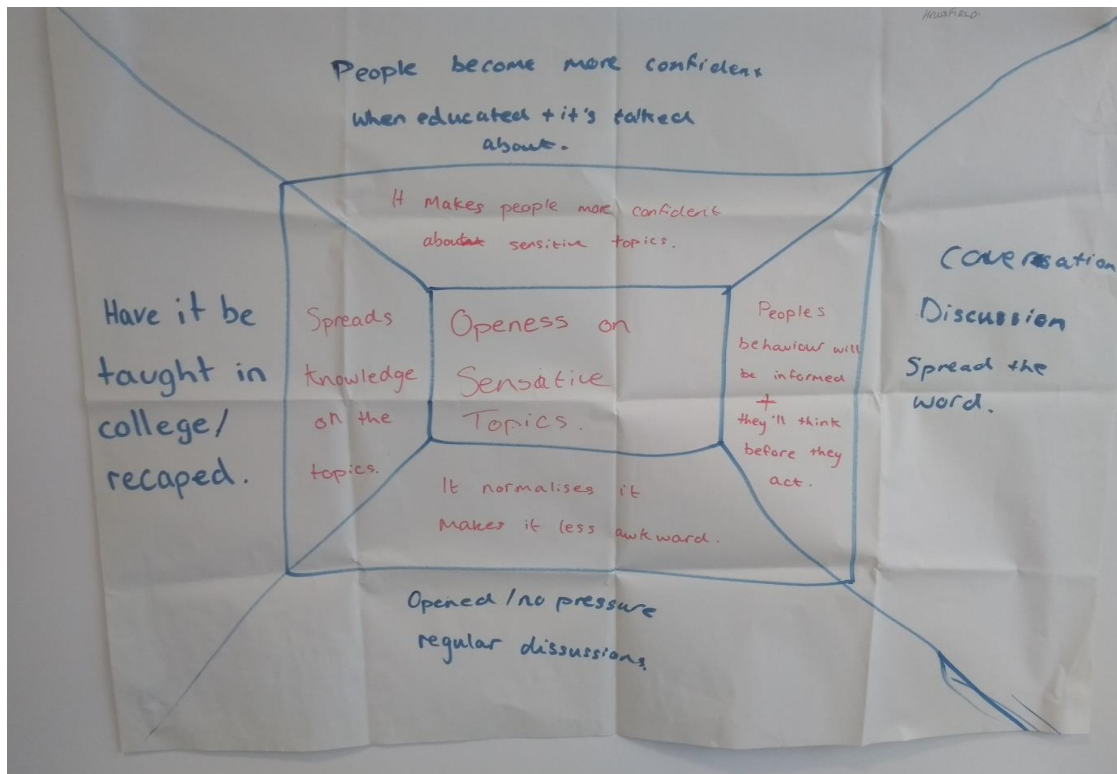 People become more confident
when educated + it's talked
about.
It makes people more confident
about sensitive topics.
Have it be
taught in
college/
recaped.
Spreads
knowledge
on the
topics.
Openess on
Sensative
Topics.
Peoples
behaviour will
be informed
+
they'll think
before they
act.
Coversation
Discussion
Spread the
word.
It normalises it
Makes it less awkward.
Opened/no pressure
regular dissussions.